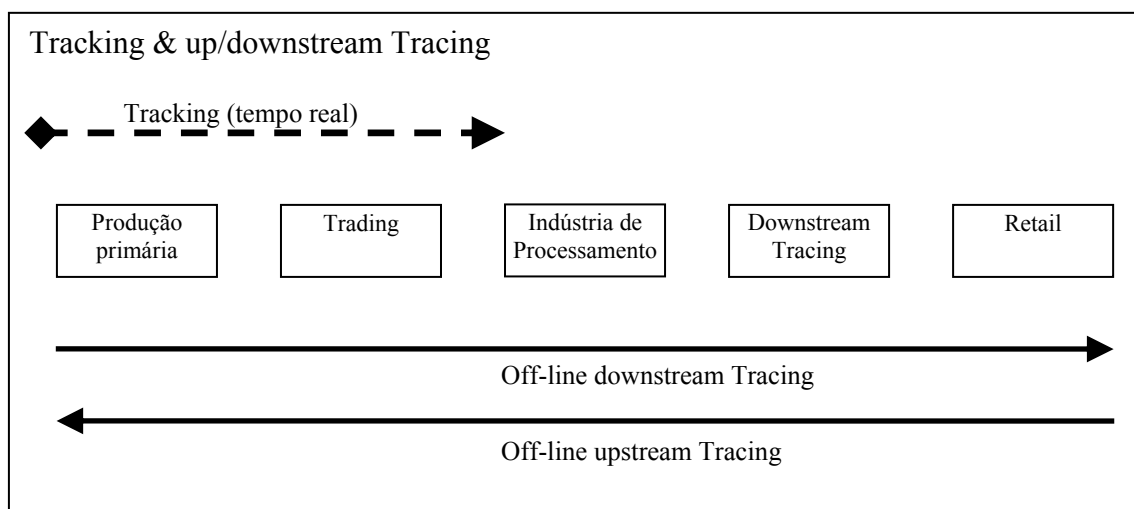 Tracking & up/downstream Tracing
Tracking (tempo real)
Produção
primária
Trading
Indústria de
Processamento
Downstream
Tracing
Retail
Off-line downstream Tracing
Off-line upstream Tracing